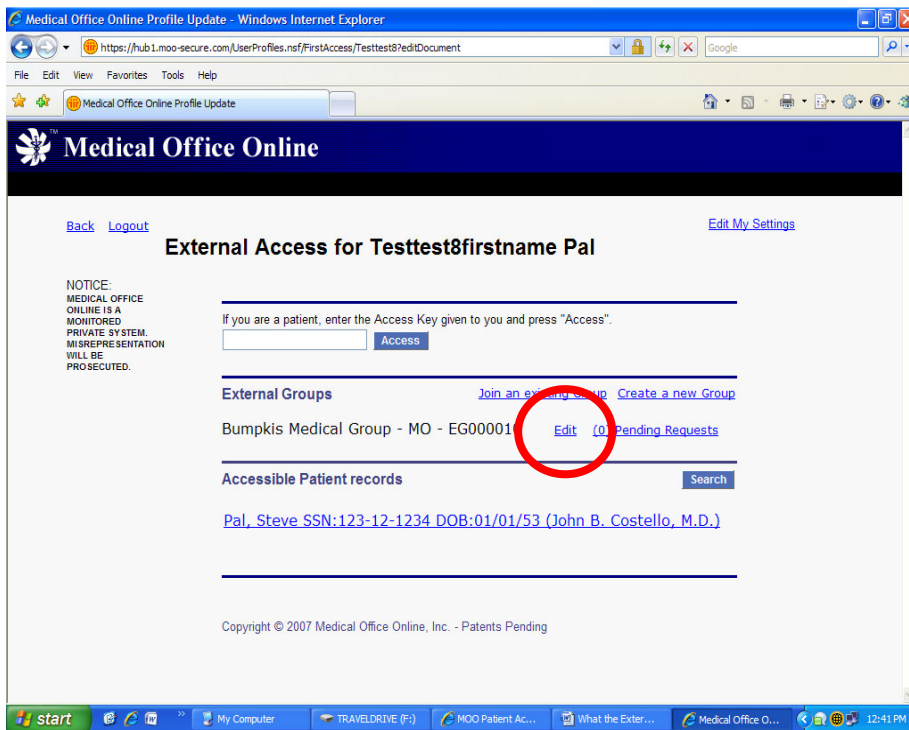 Medical Office Online Profile Update - Windows Internet Explorer
https://hub1.moo-secure.com/UserProfiles.nsf/FirstAccess/Testtest8?editDocument
Google
File Edit View Favorites Tools Help
Medical Office Online Profile Update
Medical Office Online
TM
Back Logout
Edit My Settings
External Access for Testtest8firstname Pal
NOTICE:
MEDICAL OFFICE
ONLINE IS A
MONITORED
PRIVATE SYSTEM.
MISREPRESENTATION
WILL BE
PROSECUTED.
If you are a patient, enter the Access Key given to you and press "Access".
Access
External Groups Join an existing Group Create a new Group
Bumpkis Medical Group - MO - EG00001 Edit (0) Pending Requests
Accessible Patient records Search
Pal, Steve SSN:123-12-1234 DOB:01/01/53 (John B. Costello, M.D.)
Copyright © 2007 Medical Office Online, Inc. - Patents Pending
start My Computer TRAVELDRIVE (F:) MOO Patient Ac... What the Exter... Medical Office O... 12:41 PM